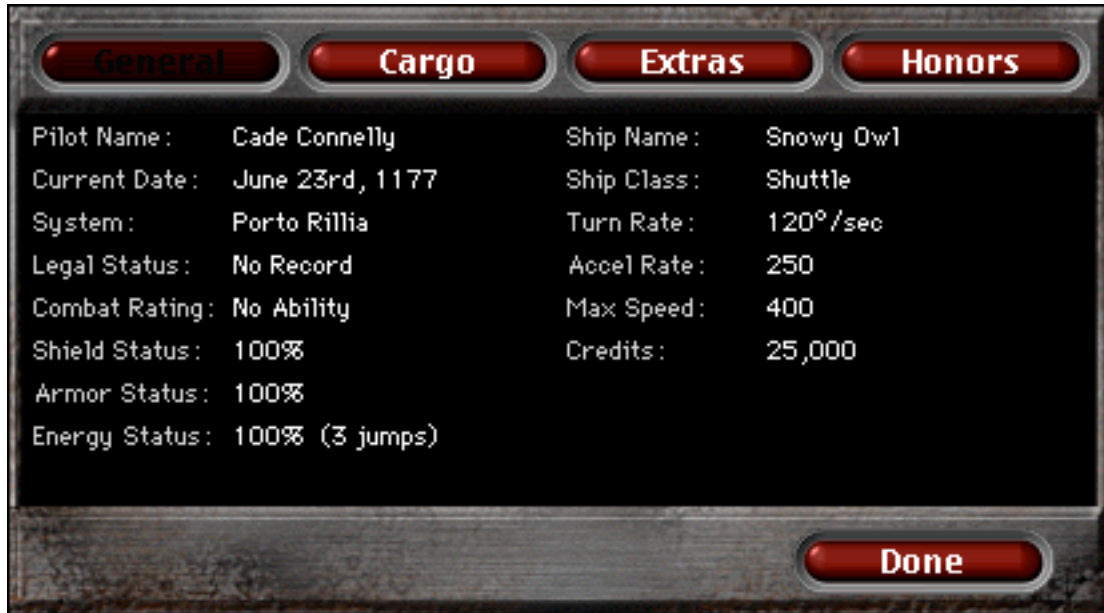 General Cargo Extras Honors
Pilot Name: Cade Connelly Ship Name: Snowy Owl
Current Date: June 23rd, 1177 Ship Class: Shuttle
System: Porto Rillia Turn Rate: 120°/sec
Legal Status: No Record Accel Rate: 250
Combat Rating: No Ability Max Speed: 400
Shield Status: 100% Credits: 25,000
Armor Status: 100%
Energy Status: 100% (3 jumps)
Done